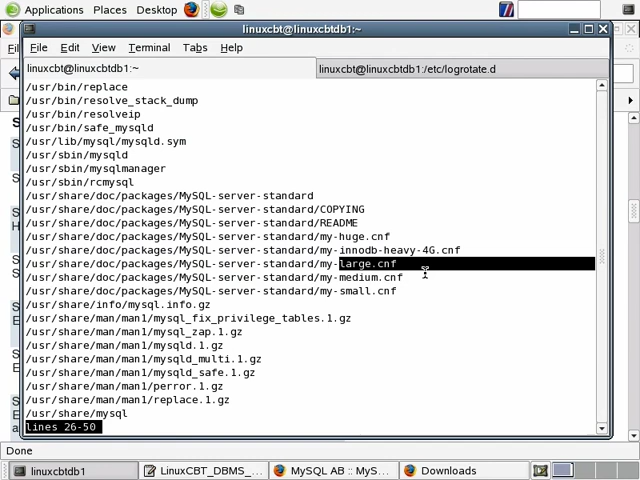 Applications Places Desktop
linuxcbt@linuxcbtdb1:~
File Edit View Terminal Tabs Help
linuxcbt@linuxcbtdb1:~ linuxcbt@linuxcbtdb1:/etc/logrotate.d
/usr/bin/replace
/usr/bin/resolve_stack_dump
/usr/bin/resolveip
/usr/bin/safe_mysqld
/usr/lib/mysql/mysqld.sym
/usr/sbin/mysqld
/usr/sbin/mysqlmanager
/usr/sbin/rcmysql
/usr/share/doc/packages/MySQL-server-standard
/usr/share/doc/packages/MySQL-server-standard/COPYING
/usr/share/doc/packages/MySQL-server-standard/README
/usr/share/doc/packages/MySQL-server-standard/my-huge.cnf
/usr/share/doc/packages/MySQL-server-standard/my-innodb-heavy-4G.cnf
/usr/share/doc/packages/MySQL-server-standard/my-large.cnf
/usr/share/doc/packages/MySQL-server-standard/my-medium.cnf
/usr/share/doc/packages/MySQL-server-standard/my-small.cnf
/usr/share/info/mysql.info.gz
/usr/share/man/man1/mysql_fix_privilege_tables.1.gz
/usr/share/man/man1/mysql_zap.1.gz
/usr/share/man/man1/mysqld.1.gz
/usr/share/man/man1/mysqld_multi.1.gz
/usr/share/man/man1/mysqld_safe.1.gz
/usr/share/man/man1/perror.1.gz
/usr/share/man/man1/replace.1.gz
/usr/share/mysql
lines 26-50
Done
linuxcbtdb1 LinuxCBT_DBMS_... MySQL AB :: MyS... Downloads